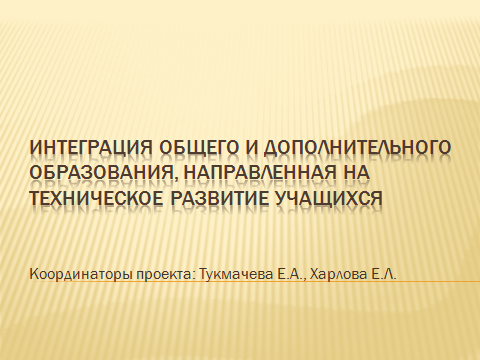 ИНТЕГРАЦИЯ ОБЩЕГО И ДОПОЛНИТЕЛЬНОГО
ОБРАЗОВАНИЯ, НАПРАВЛЕННАЯ НА
ТЕХНИЧЕСКОЕ РАЗВИТИЕ УЧАЩИХСЯ
Координаторы проекта: Тукмачева Е.А., Харлова Е.Л.